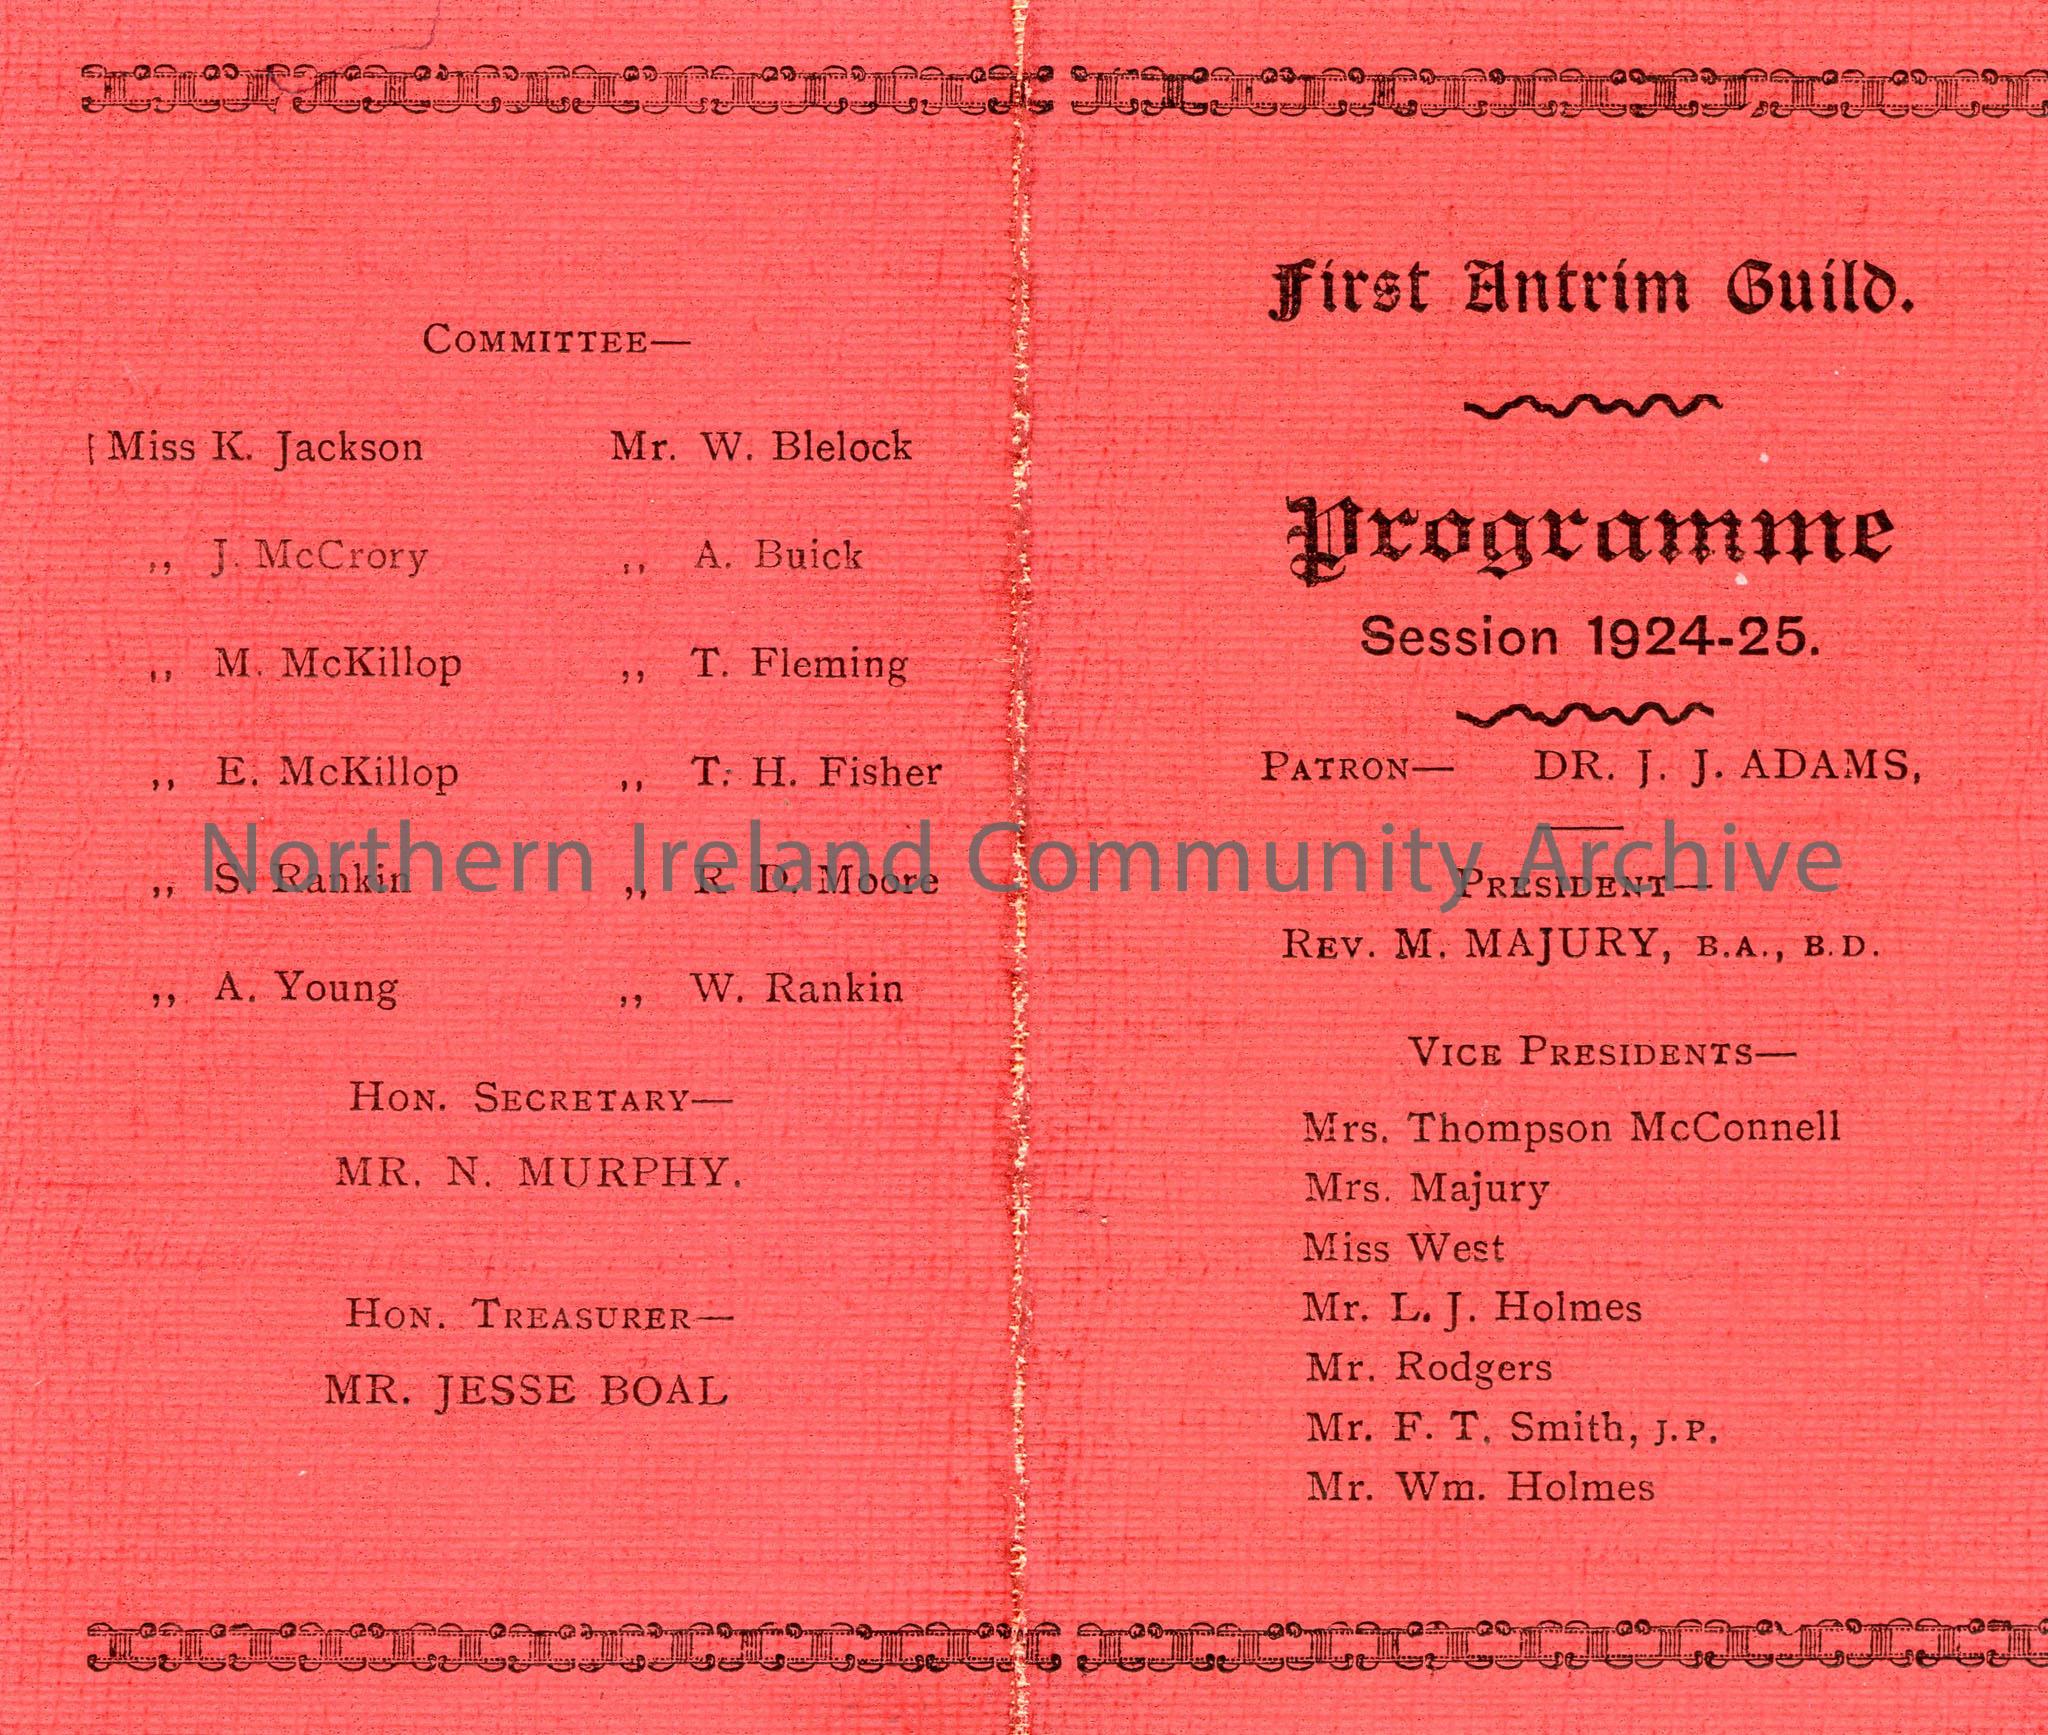 COMMITTEE—
Miss K. Jackson Mr. W. Blelock
„ J. McCrory „ A. Buick
„ M. McKillop „ T. Fleming
„ E. McKillop „ T. H. Fisher
„ S. Rankin „ R. D. Moore
„ A. Young „ W. Rankin
HON. SECRETARY—
MR. N. MURPHY.
HON. TREASURER—
MR. JESSE BOAL
First Antrim Guild.
Programme
Session 1924-25.
PATRON— DR. J. J. ADAMS,
PRESIDENT—
REV. M. MAJURY, B.A., B.D.
VICE PRESIDENTS—
Mrs. Thompson McConnell
Mrs. Majury
Miss West
Mr. L. J. Holmes
Mr. Rodgers
Mr. F. T. Smith, J.P.
Mr. Wm. Holmes
Northern Ireland Community Archive